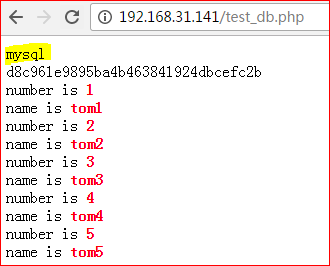 192.168.31.141/test_db.php
mysql
d8c961e9895ba4b463841924dbcefc2b
number is 1
name is tom1
number is 2
name is tom2
number is 3
name is tom3
number is 4
name is tom4
number is 5
name is tom5